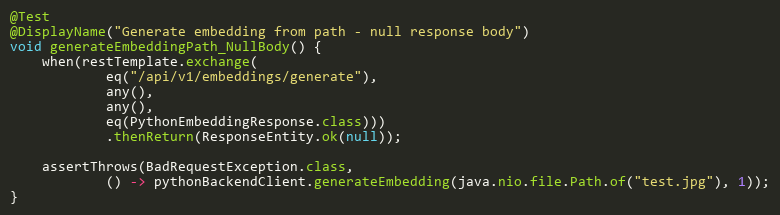 @Test
@DisplayName("Generate embedding from path - null response body")
void generateEmbeddingPath_NullBody() {
    when(restTemplate.exchange(
            eq("/api/v1/embeddings/generate"),
            any(),
            any(),
            eq(PythonEmbeddingResponse.class)))
            .thenReturn(ResponseEntity.ok(null));

    assertThrows(BadRequestException.class,
            () -> pythonBackendClient.generateEmbedding(java.nio.file.Path.of("test.jpg"), 1));
}